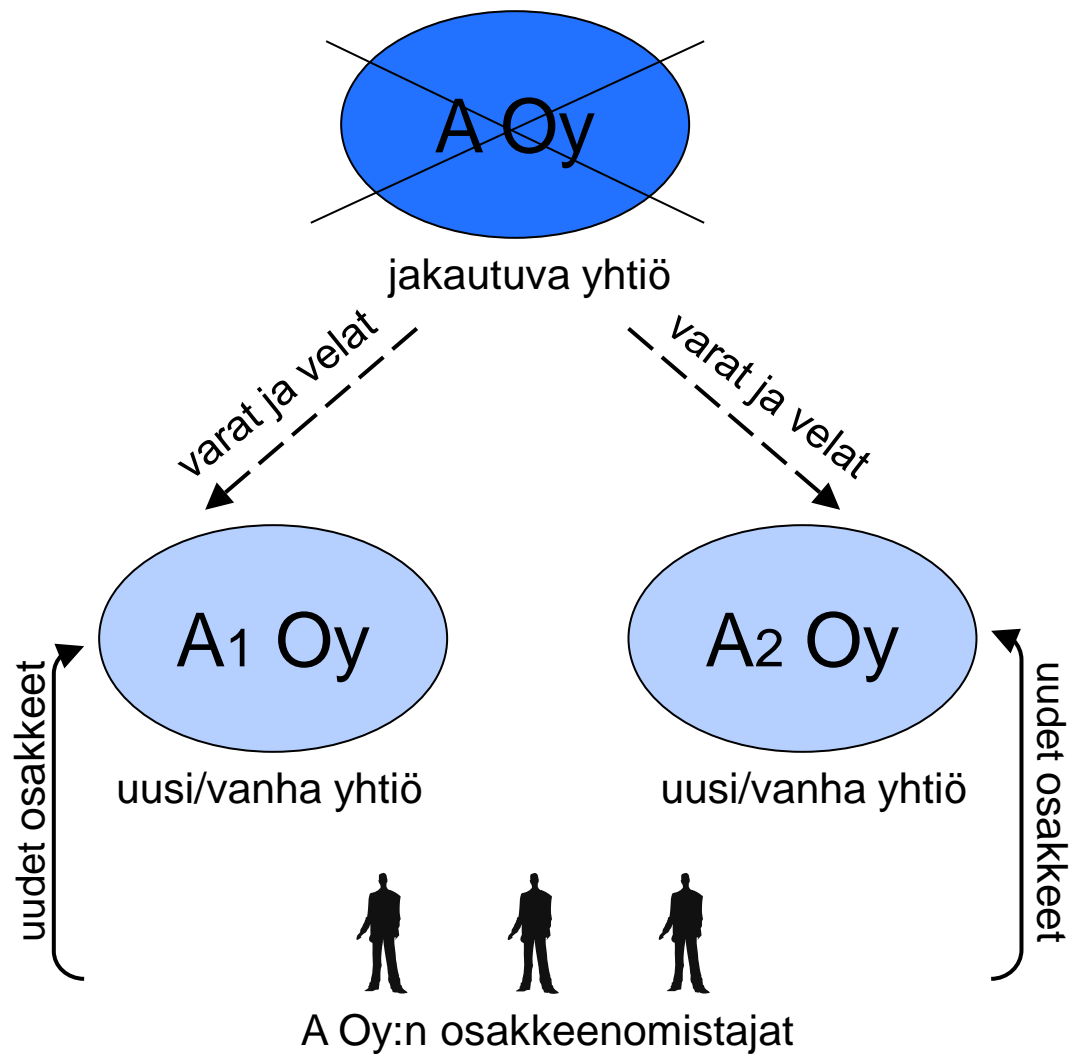 A Oy
jakautuva yhtiö
varat ja velat
varat ja velat
A1 Oy
A2 Oy
uusi/vanha yhtiö
uusi/vanha yhtiö
uudet osakkeet
uudet osakkeet
A Oy:n osakkeenomistajat